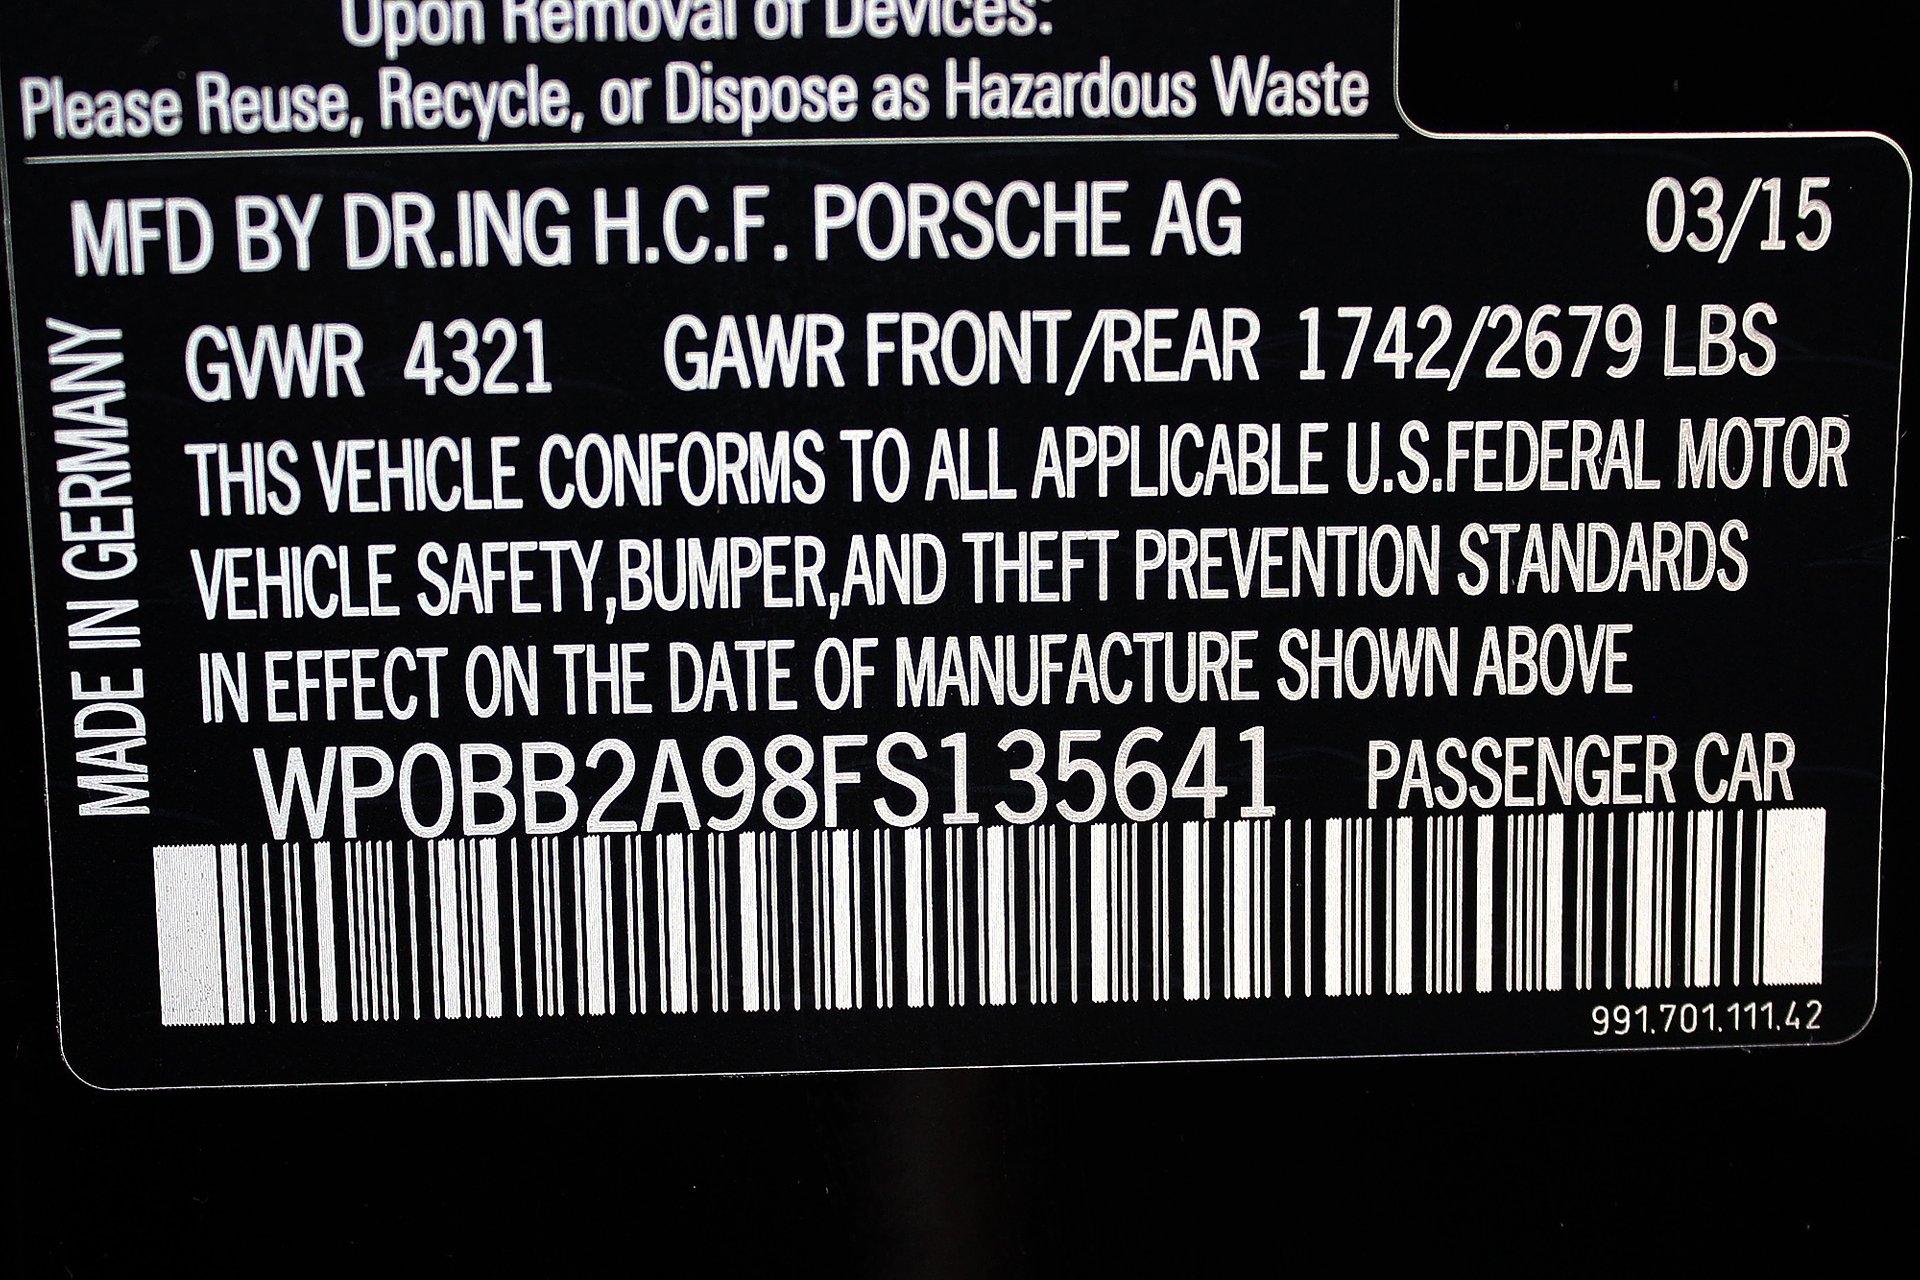 Upon Removal of Devices:
Please Reuse, Recycle, or Dispose as Hazardous Waste
MFD BY DR.ING H.C.F. PORSCHE AG 03/15
MADE IN GERMANY
GVWR 4321 GAWR FRONT/REAR 1742/2679 LBS
THIS VEHICLE CONFORMS TO ALL APPLICABLE U.S.FEDERAL MOTOR
VEHICLE SAFETY,BUMPER,AND THEFT PREVENTION STANDARDS
IN EFFECT ON THE DATE OF MANUFACTURE SHOWN ABOVE
WP0BB2A98FS135641 PASSENGER CAR
991.701.111.42